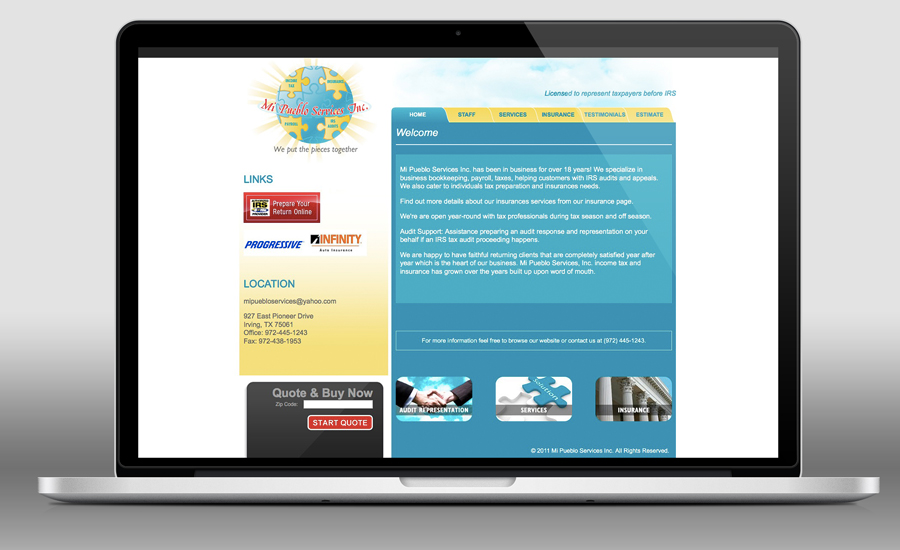 INCOME TAX
INSURANCE
Mi Pueblo Services Inc.
PAYROLL
We put the pieces together
Licensed to represent taxpayers before IRS
HOME STAFF SERVICES INSURANCE TESTIMONIALS ESTIMATE
Welcome
Mi Pueblo Services Inc. has been in business for over 18 years! We specialize in
business bookkeeping, payroll, taxes, helping customers with IRS audits and appeals.
We also cater to individuals tax preparation and insurances needs.
Find out more details about our insurances services from our insurance page.
We're are open year-round with tax professionals during tax season and off season.
Audit Support: Assistance preparing an audit response and representation on your
behalf if an IRS tax audit proceeding happens.
We are happy to have faithful returning clients that are completely satisfied year after
year which is the heart of our business. Mi Pueblo Services, Inc. income tax and
insurance has grown over the years built up upon word of mouth.
For more information feel free to browse our website or contact us at (972) 445-1243.
LINKS
IRS
Prepare Your
Return Online
PROGRESSIVE
INFINITY
Auto Insurance
LOCATION
mipuebloservices@yahoo.com
927 East Pioneer Drive
Irving, TX 75061
Office: 972-445-1243
Fax: 972-438-1953
Quote & Buy Now
Zip Code:
START QUOTE
AUDIT REPRESENTATION
Solution
SERVICES
INSURANCE
© 2011 Mi Pueblo Services Inc. All Rights Reserved.